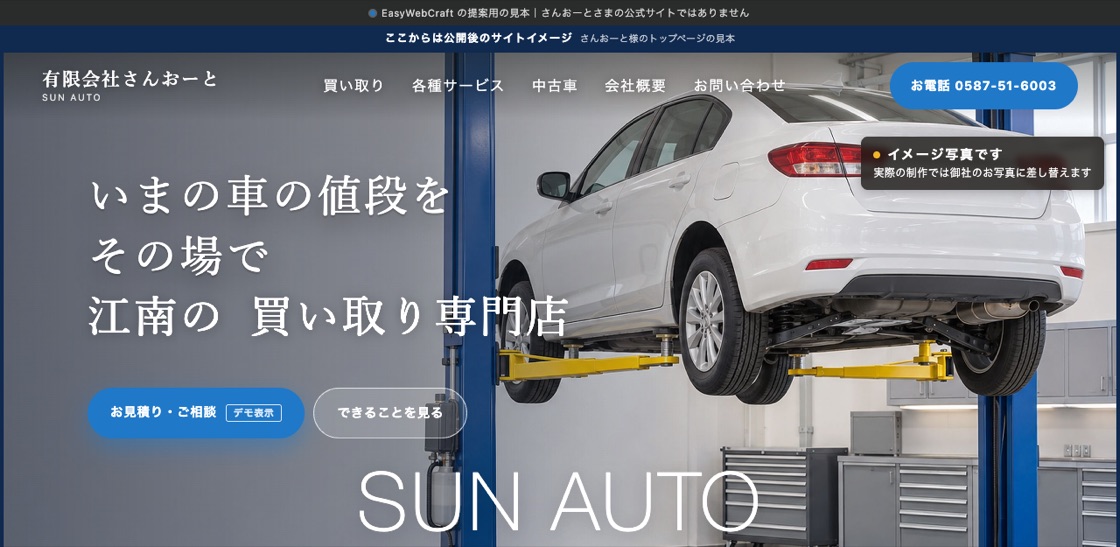 EasyWebCraft の提案用の見本｜さんおーとさまの公式サイトではありません
ここからは公開後のサイトイメージ さんおーと様のトップページの見本
有限会社さんおーと
SUN AUTO
買い取り 各種サービス 中古車 会社概要 お問い合わせ
お電話 0587-51-6003
イメージ写真です
実際の制作では御社のお写真に差し替えます
いまの車の値段を
その場で
江南の 買い取り専門店
お見積り・ご相談 デモ表示
できることを見る
SUN AUTO